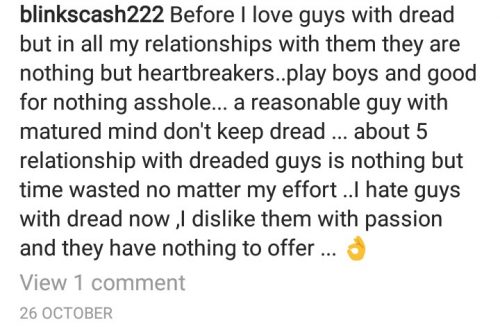 blinkscash222 Before I love guys with dread
but in all my relationships with them they are
nothing but heartbreakers..play boys and good
for nothing asshole... a reasonable guy with
matured mind don't keep dread ... about 5
relationship with dreaded guys is nothing but
time wasted no matter my effort ..I hate guys
with dread now ,I dislike them with passion
and they have nothing to offer ... 👌
View 1 comment
26 OCTOBER